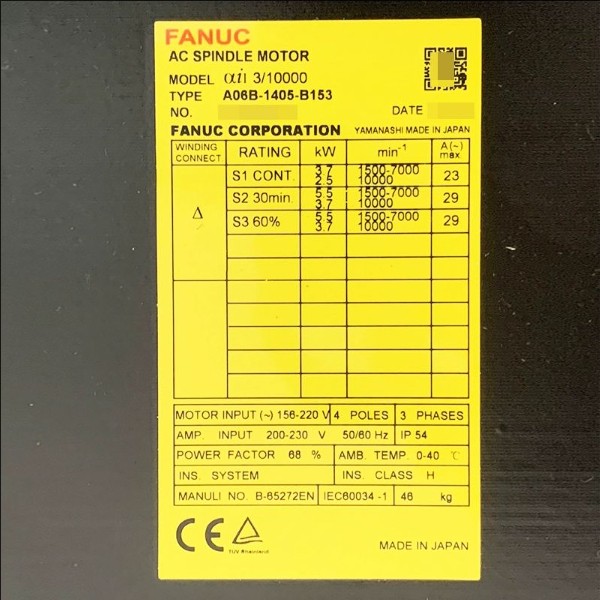 FANUC
AC SPINDLE MOTOR
MODEL αiI 3/10000
TYPE A06B-1405-B153
NO. DATE
FANUC CORPORATION YAMANASHI MADE IN JAPAN
WINDING CONNECT. RATING kW min-1 A(~) max
Δ
S1 CONT. 3.7 1500-7000 23
2.5 10000
S2 30min. 5.5 1500-7000 29
3.7 10000
S3 60% 5.5 1500-7000 29
3.7 10000
MOTOR INPUT (~) 156-220 V 4 POLES 3 PHASES
AMP. INPUT 200-230 V 50/60 Hz IP 54
POWER FACTOR 68 % AMB. TEMP. 0-40 ℃
INS. SYSTEM INS. CLASS H
MANULI NO. B-65272EN IEC60034 -1 46 kg
CE
TÜV Rheinland
MADE IN JAPAN